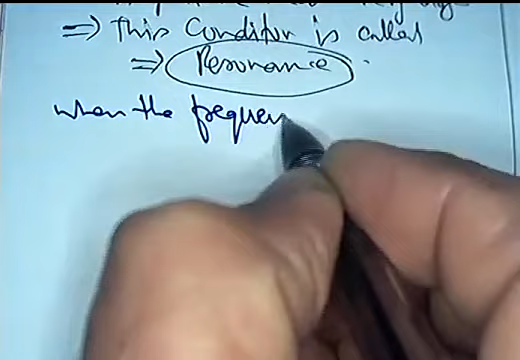 ⇒ This Condition is called
⇒ Resonance.
when the frequen